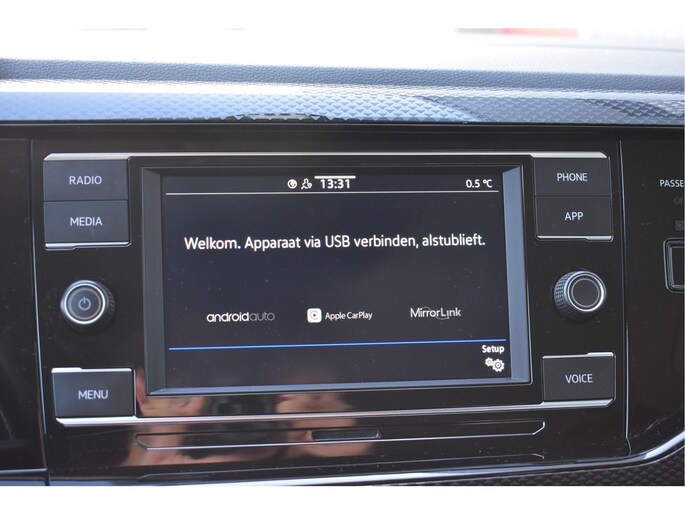 RADIO
MEDIA
MENU
13:31
0.5 °C
Welkom. Apparaat via USB verbinden, alstublieft.
androidauto
Apple CarPlay
MirrorLink
Setup
PHONE
APP
VOICE
PASSE